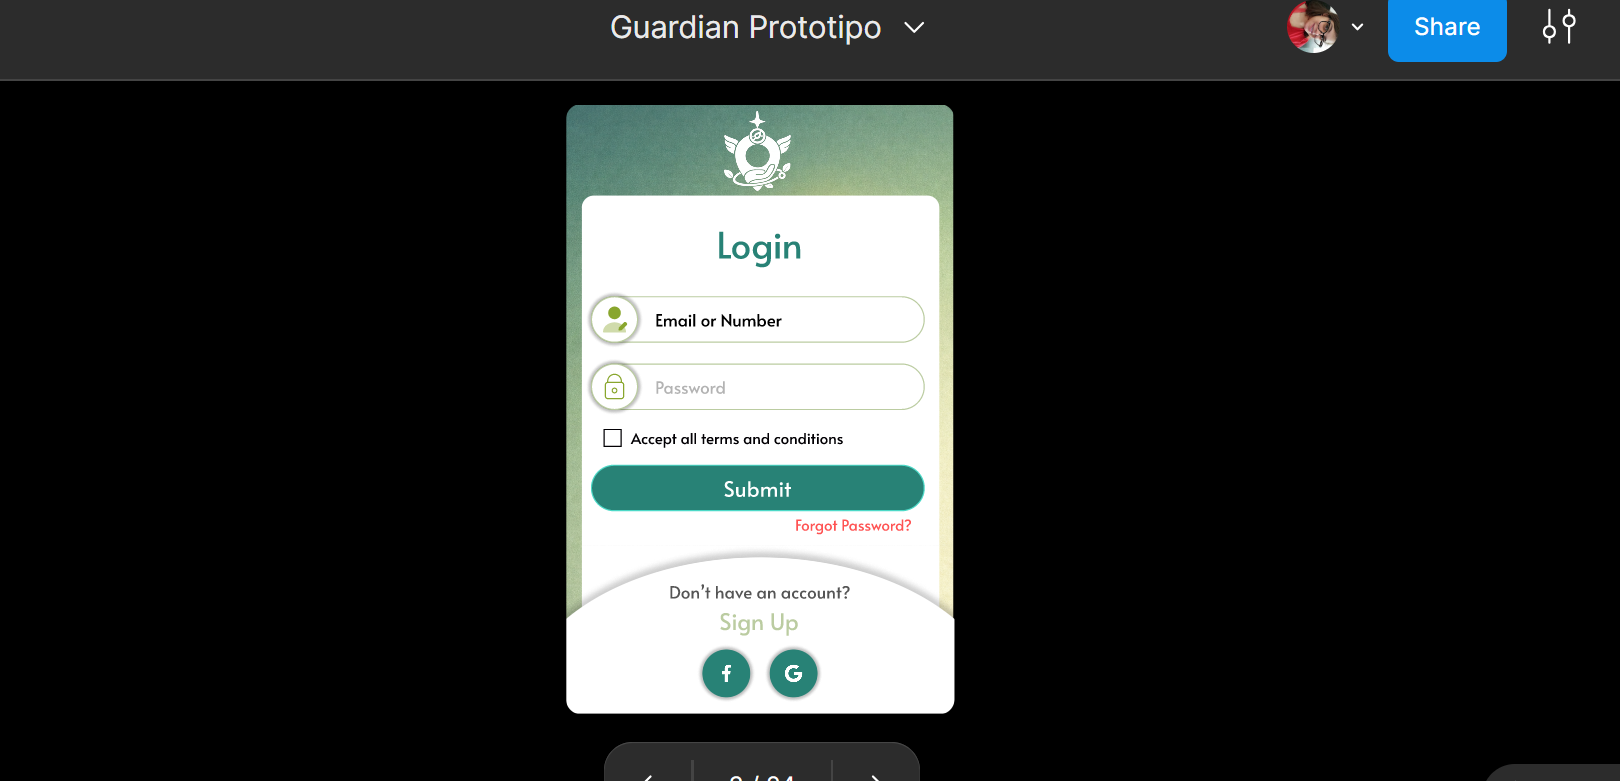 Guardian Prototipo
Share
Login
Email or Number
Password
Accept all terms and conditions
Submit
Forgot Password?
Don't have an account?
Sign Up
f
G